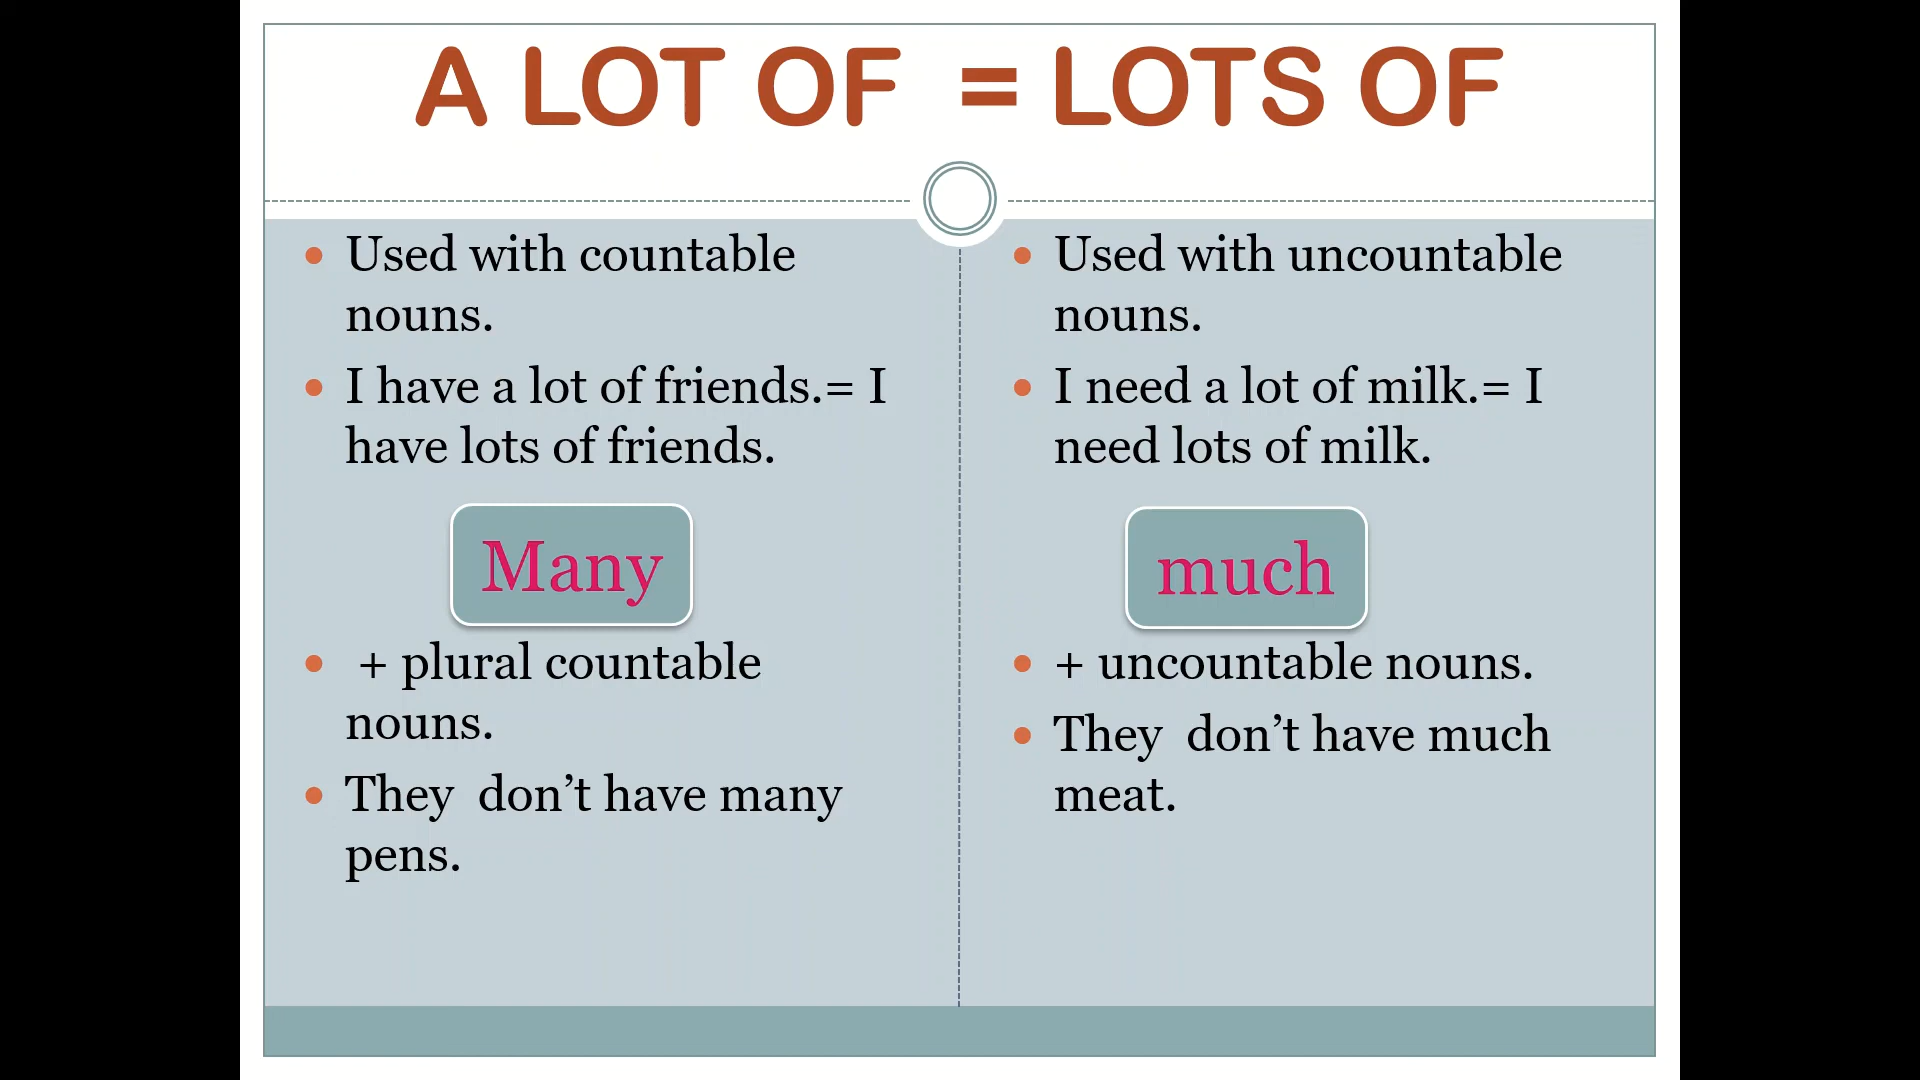 A LOT OF = LOTS OF
Used with countable
nouns.
I have a lot of friends.= I
have lots of friends.
Many
+ plural countable
nouns.
They don’t have many
pens.
Used with uncountable
nouns.
I need a lot of milk.= I
need lots of milk.
much
+ uncountable nouns.
They don’t have much
meat.